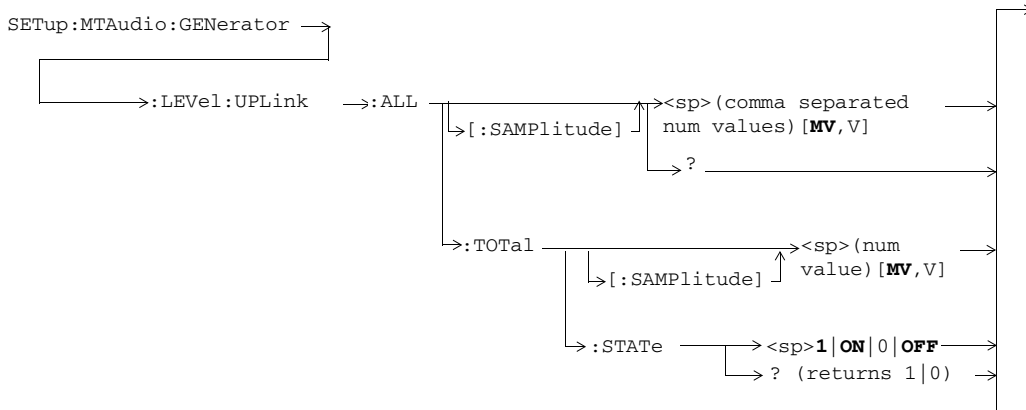 SETup:MTAudio:GENerator
:LEVel:UPLink :ALL <sp>(comma separated
[:SAMPlitude] num values)[MV,V]
?
:TOTal <sp>(num
[:SAMPlitude] value)[MV,V]
:STATe <sp>1|ON|0|OFF
? (returns 1|0)